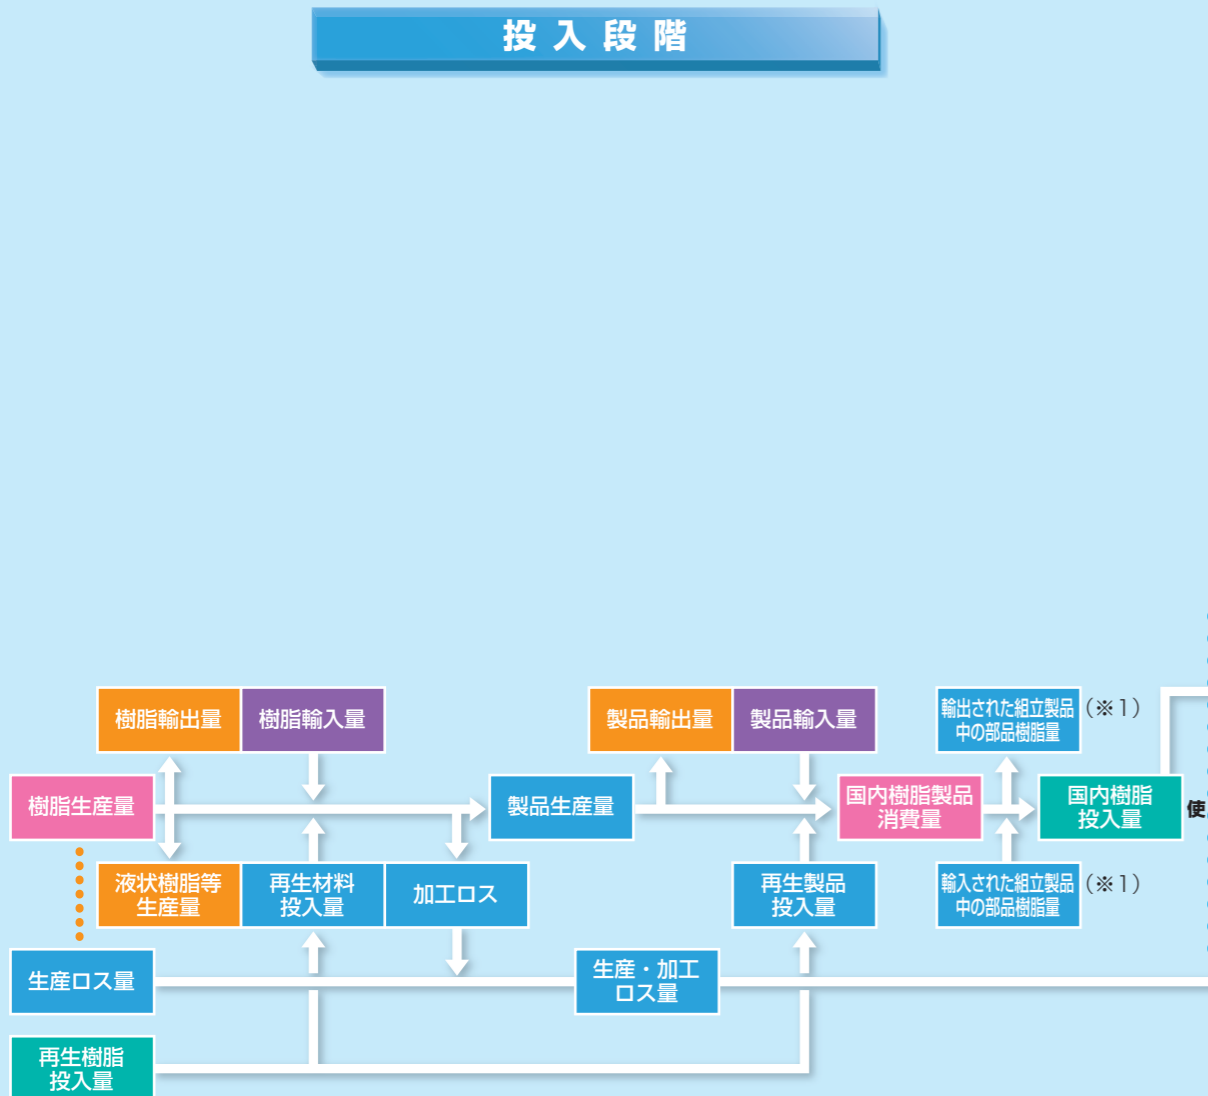 投入段階
樹脂輸出量
樹脂輸入量
製品輸出量
製品輸入量
輸出された組立製品
中の部品樹脂量
(※1)
樹脂生産量
製品生産量
国内樹脂製品
消費量
国内樹脂
投入量
使
液状樹脂等
生産量
再生材料
投入量
加工ロス
再生製品
投入量
輸入された組立製品
中の部品樹脂量
(※1)
生産ロス量
生産・加工
ロス量
再生樹脂
投入量